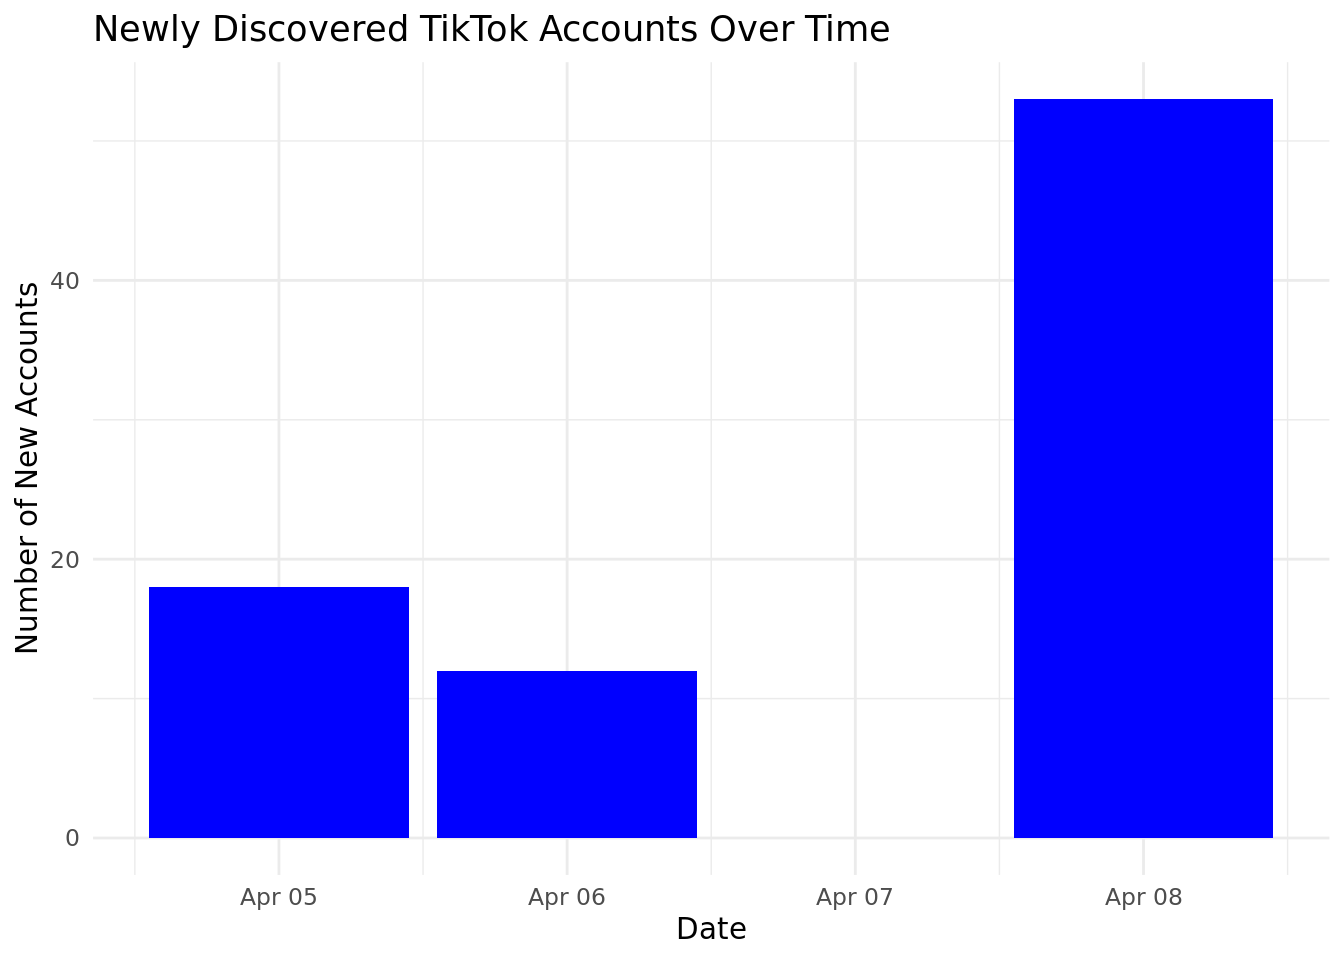 Newly Discovered TikTok Accounts Over Time
Number of New Accounts
40
20
0
Apr 05
Apr 06
Apr 07
Apr 08
Date